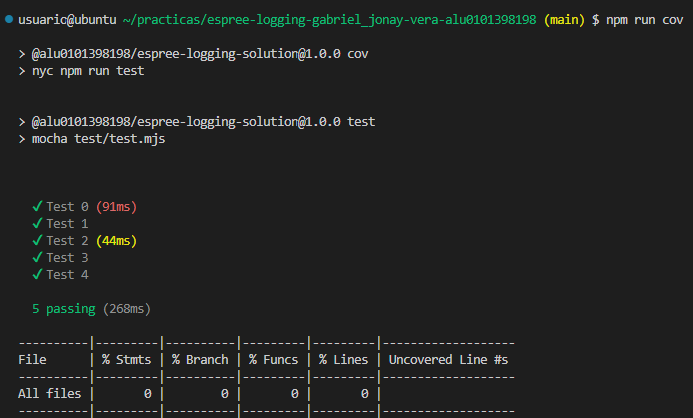 usuario@ubuntu ~/practicas/espree-logging-gabriel_jonay-vera-alu0101398198 (main) $ npm run cov
> @alu0101398198/espree-logging-solution@1.0.0 cov
> nyc npm run test
> @alu0101398198/espree-logging-solution@1.0.0 test
> mocha test/test.mjs
✓ Test 0 (91ms)
✓ Test 1
✓ Test 2 (44ms)
✓ Test 3
✓ Test 4
5 passing (268ms)
----------|---------|----------|---------|---------|-------------------
File      | % Stmts | % Branch | % Funcs | % Lines | Uncovered Line #s
----------|---------|----------|---------|---------|-------------------
All files |       0 |        0 |       0 |       0 |
----------|---------|----------|---------|---------|-------------------